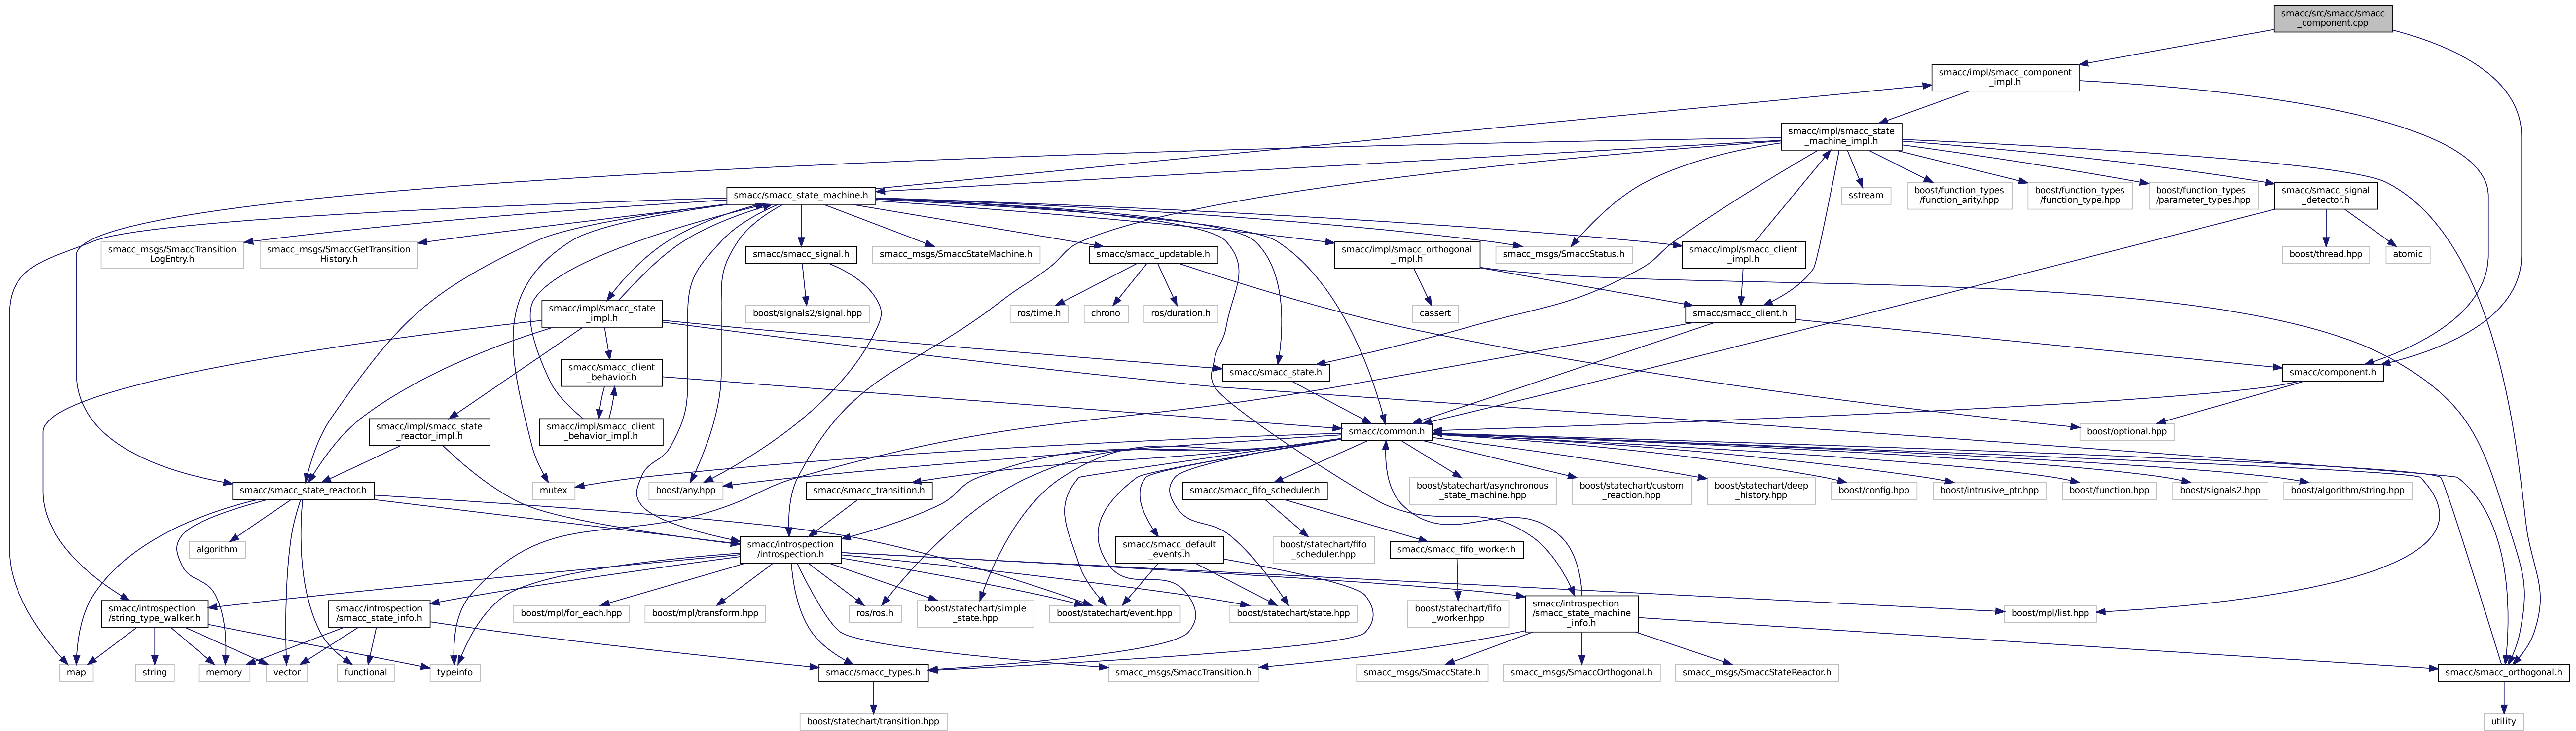 smacc/src/smacc/smacc
_component.cpp
smacc/impl/smacc_component
_impl.h
smacc/impl/smacc_state
_machine_impl.h
smacc/smacc_state_machine.h
sstream
boost/function_types
/function_arity.hpp
boost/function_types
/function_type.hpp
boost/function_types
/parameter_types.hpp
smacc/smacc_signal
_detector.h
smacc_msgs/SmaccTransition
LogEntry.h
smacc_msgs/SmaccGetTransition
History.h
smacc/smacc_signal.h
smacc_msgs/SmaccStateMachine.h
smacc/smacc_updatable.h
smacc/impl/smacc_orthogonal
_impl.h
smacc_msgs/SmaccStatus.h
smacc/impl/smacc_client
_impl.h
boost/thread.hpp
atomic
smacc/impl/smacc_state
_impl.h
boost/signals2/signal.hpp
ros/time.h
chrono
ros/duration.h
cassert
smacc/smacc_client.h
smacc/smacc_client
_behavior.h
smacc/smacc_state.h
smacc/component.h
smacc/impl/smacc_state
_reactor_impl.h
smacc/impl/smacc_client
_behavior_impl.h
smacc/common.h
boost/optional.hpp
smacc/smacc_state_reactor.h
mutex
boost/any.hpp
smacc/smacc_transition.h
smacc/smacc_fifo_scheduler.h
boost/statechart/asynchronous
_state_machine.hpp
boost/statechart/custom
_reaction.hpp
boost/statechart/deep
_history.hpp
boost/config.hpp
boost/intrusive_ptr.hpp
boost/function.hpp
boost/signals2.hpp
boost/algorithm/string.hpp
algorithm
smacc/introspection
/introspection.h
smacc/smacc_default
_events.h
boost/statechart/fifo
_scheduler.hpp
smacc/smacc_fifo_worker.h
smacc/introspection
/string_type_walker.h
smacc/introspection
/smacc_state_info.h
boost/mpl/for_each.hpp
boost/mpl/transform.hpp
ros/ros.h
boost/statechart/simple
_state.hpp
boost/statechart/event.hpp
boost/statechart/state.hpp
boost/statechart/fifo
_worker.hpp
smacc/introspection
/smacc_state_machine
_info.h
boost/mpl/list.hpp
map
string
memory
vector
functional
typeinfo
smacc/smacc_types.h
smacc_msgs/SmaccTransition.h
smacc_msgs/SmaccState.h
smacc_msgs/SmaccOrthogonal.h
smacc_msgs/SmaccStateReactor.h
smacc/smacc_orthogonal.h
boost/statechart/transition.hpp
utility